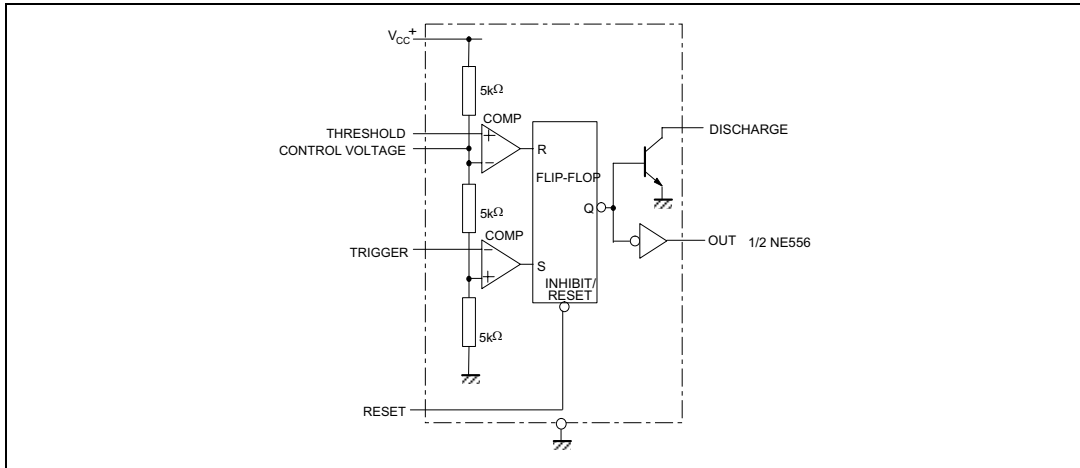 VCC+
5kΩ
COMP
THRESHOLD
+
CONTROL VOLTAGE
−
R
DISCHARGE
FLIP-FLOP
5kΩ
Q
COMP
TRIGGER
−
+
S
OUT 1/2 NE556
INHIBIT/
RESET
5kΩ
RESET